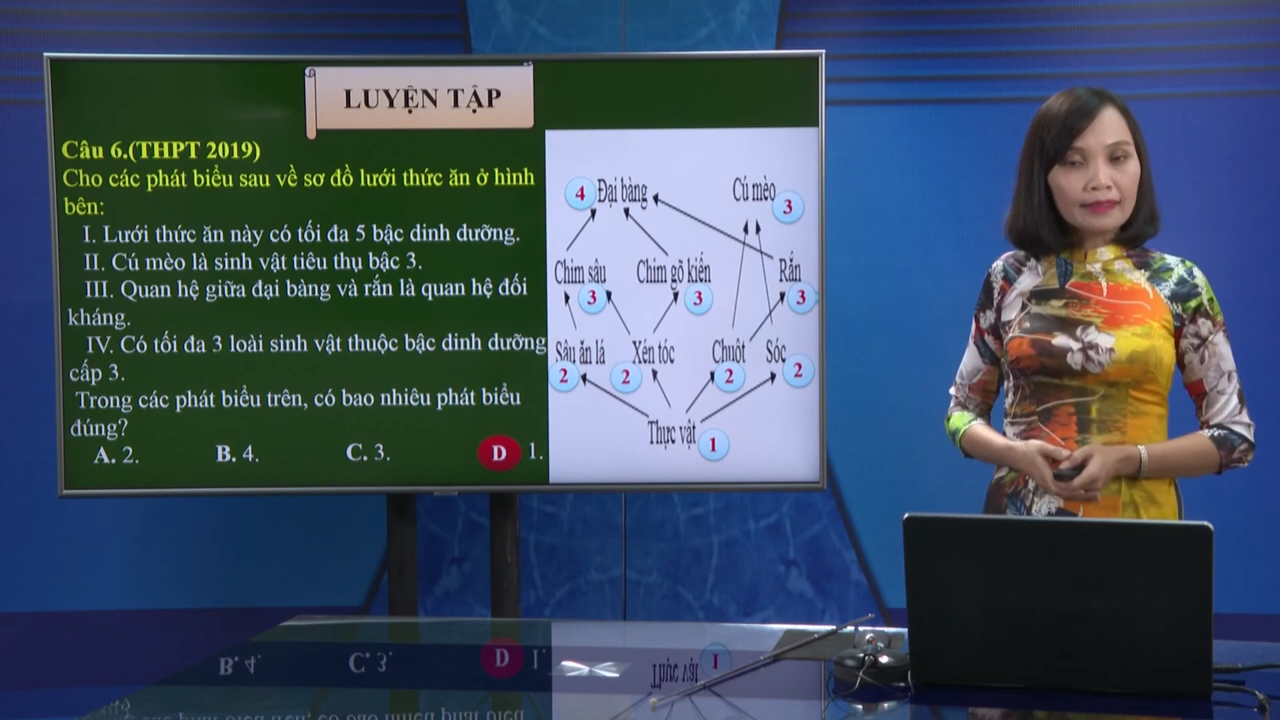 LUYỆN TẬP
Câu 6.(THPT 2019)
Cho các phát biểu sau về sơ đồ lưới thức ăn ở hình
bên:
I. Lưới thức ăn này có tối đa 5 bậc dinh dưỡng.
II. Cú mèo là sinh vật tiêu thụ bậc 3.
III. Quan hệ giữa đại bàng và rắn là quan hệ đối
kháng.
IV. Có tối đa 3 loài sinh vật thuộc bậc dinh dưỡng
cấp 3.
Trong các phát biểu trên, có bao nhiêu phát biểu
đúng?
A. 2. B. 4. C. 3. D 1.
4 Đại bàng Cú mèo 3
Chim sâu Chim gõ kiến Rắn
3 3 3
Sâu ăn lá Xén tóc Chuột Sóc
2 2 2 2
Thực vật 1